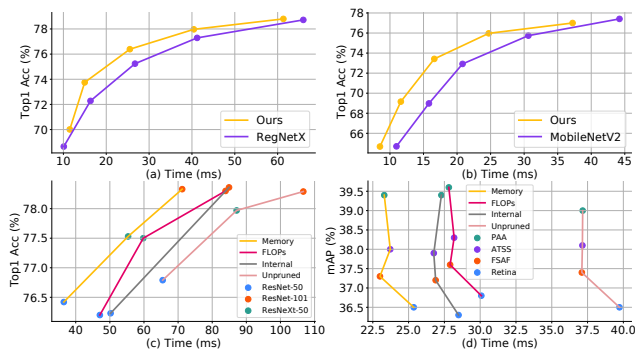 78
76
74
72
70
Top1 Acc (%)
Ours
RegNetX
10
20
30
40
50
60
(a) Time (ms)
78
76
74
72
70
68
66
Top1 Acc (%)
Ours
MobileNetV2
10
15
20
25
30
35
40
45
(b) Time (ms)
78.0
77.5
77.0
76.5
Top1 Acc (%)
Memory
FLOPs
Internal
Unpruned
ResNet-50
ResNet-101
ResNeXt-50
40
50
60
70
80
90
100
110
(c) Time (ms)
39.5
39.0
38.5
38.0
37.5
37.0
36.5
mAP (%)
Memory
FLOPs
Internal
Unpruned
PAA
ATSS
FSAF
Retina
22.5
25.0
27.5
30.0
32.5
35.0
37.5
40.0
(d) Time (ms)